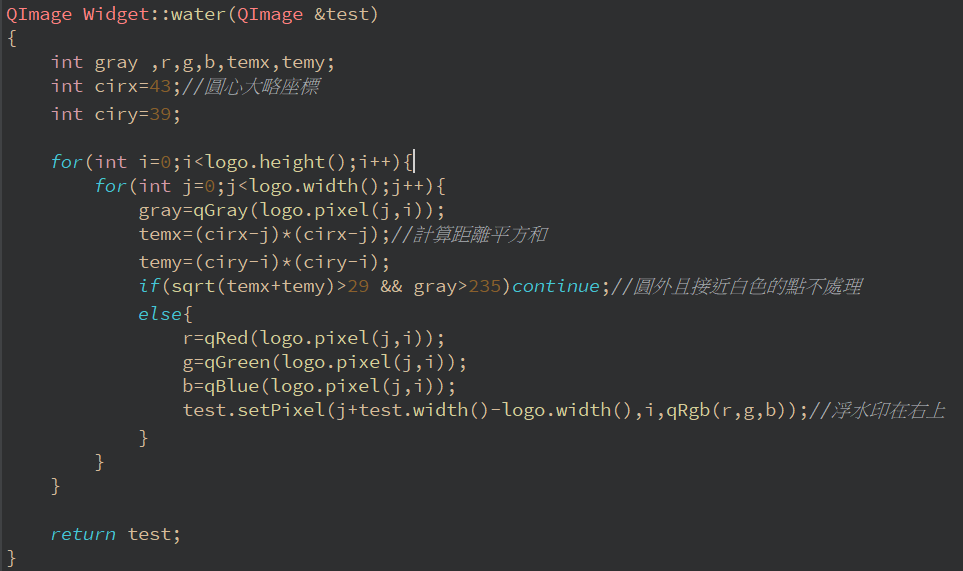 QImage Widget::water(QImage &test)
{
    int gray ,r,g,b,temx,temy;
    int cirx=43;//圓心大略座標
    int ciry=39;

    for(int i=0;i<logo.height();i++){
        for(int j=0;j<logo.width();j++){
            gray=qGray(logo.pixel(j,i));
            temx=(cirx-j)*(cirx-j);//計算距離平方和
            temy=(ciry-i)*(ciry-i);
            if(sqrt(temx+temy)>29 && gray>235)continue;//圓外且接近白色的點不處理
            else{
                r=qRed(logo.pixel(j,i));
                g=qGreen(logo.pixel(j,i));
                b=qBlue(logo.pixel(j,i));
                test.setPixel(j+test.width()-logo.width(),i,qRgb(r,g,b));//浮水印在右上
            }
        }
    }

    return test;
}